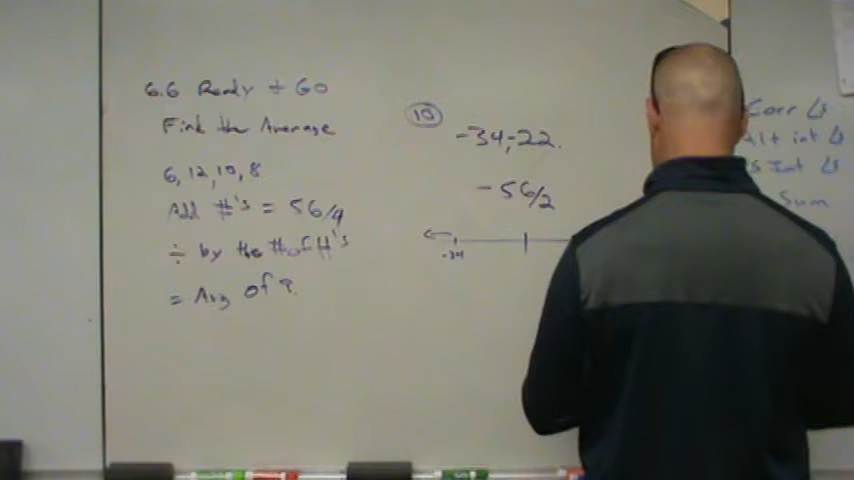 6.6 Ready + GO
Find the Average
6, 12, 10, 8
Add #'s = 56/4
÷ by the # of #'s
= Avg of 9.
10
-34, -22.
-56/2
-34
Corr ∠s
Alt int ∠s
S Int ∠s
Sum